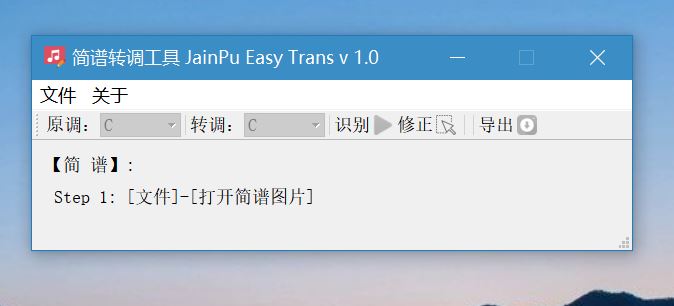 简谱转调工具 JainPu Easy Trans v 1.0
文件 关于
原调： C 转调： C 识别 修正 导出
【简 谱】:
Step 1: [文件]-[打开简谱图片]